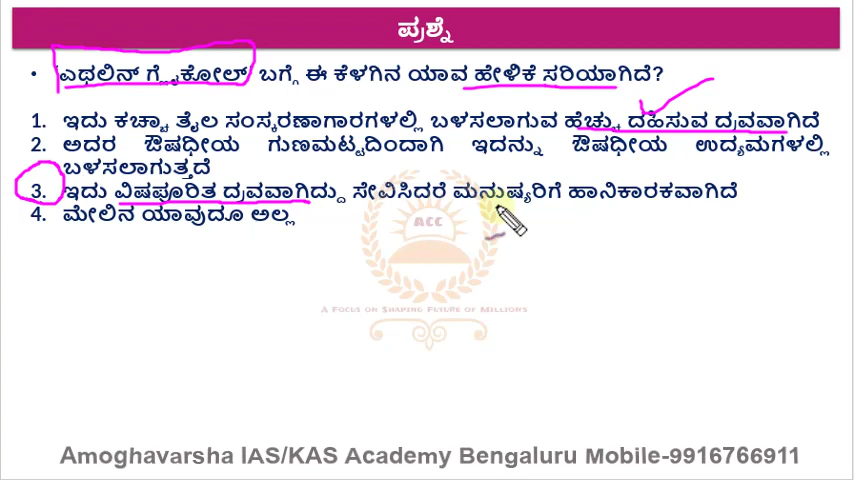 ಪ್ರಶ್ನೆ
• 'ಎಥಲಿನ್ ಗ್ಲೈಕೋಲ್' ಬಗ್ಗೆ ಈ ಕೆಳಗಿನ ಯಾವ ಹೇಳಿಕೆ ಸರಿಯಾಗಿದೆ?
1. ಇದು ಕಚ್ಚಾ ತೈಲ ಸಂಸ್ಕರಣಾಗಾರಗಳಲ್ಲಿ ಬಳಸಲಾಗುವ ಹೆಚ್ಚು ದಹಿಸುವ ದ್ರವವಾಗಿದೆ
2. ಅದರ ಔಷಧೀಯ ಗುಣಮಟ್ಟದಿಂದಾಗಿ ಇದನ್ನು ಔಷಧೀಯ ಉದ್ಯಮಗಳಲ್ಲಿ
ಬಳಸಲಾಗುತ್ತದೆ
3. ಇದು ವಿಷಪೂರಿತ ದ್ರವವಾಗಿದ್ದು ಸೇವಿಸಿದರೆ ಮನುಷ್ಯರಿಗೆ ಹಾನಿಕಾರಕವಾಗಿದೆ
4. ಮೇಲಿನ ಯಾವುದೂ ಅಲ್ಲ
ACC
A FOCUS ON SHAPING FUTURE OF MILLIONS
Amoghavarsha IAS/KAS Academy Bengaluru Mobile-9916766911